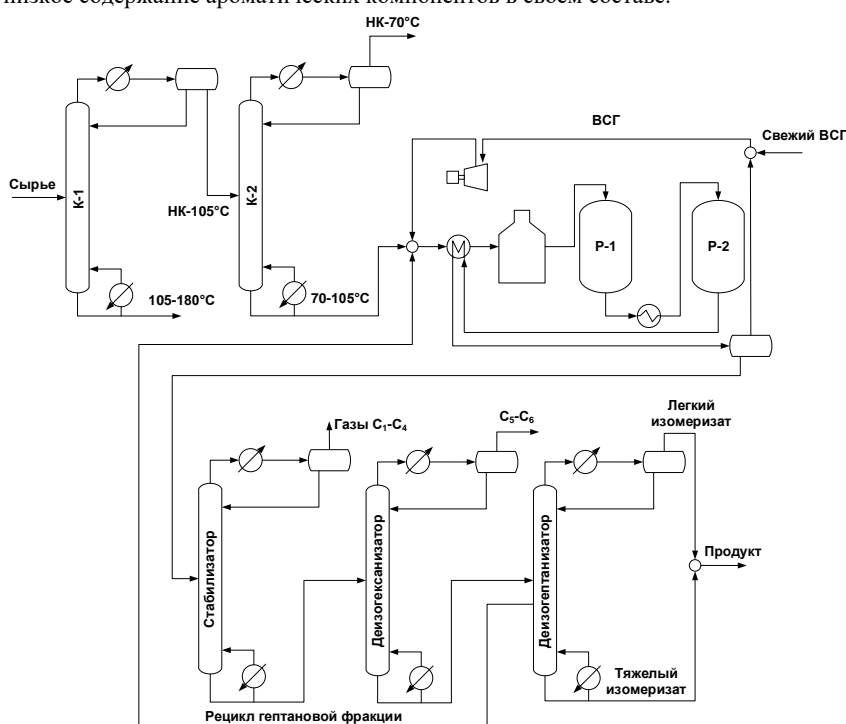 низкое содержание ароматических компонентов в своем составе.
НК-70°С
ВСГ
Свежий ВСГ
Сырье
К-1
НК-105°С
К-2
Р-1
Р-2
105-180°С
70-105°С
Газы С₁-С₄
С₅-С₆
Легкий
изомеризат
Стабилизатор
Деизогексанизатор
Деизогептанизатор
Продукт
Тяжелый
изомеризат
Рецикл гептановой фракции